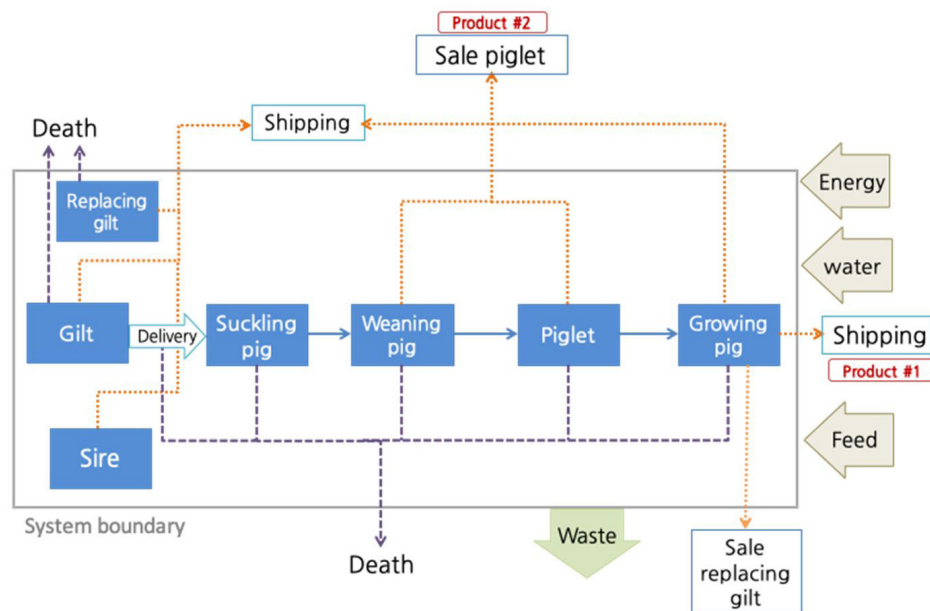 Product #2
Sale piglet
Shipping
Death
Replacing
gilt
Energy
water
Gilt
Delivery
Suckling
pig
Weaning
pig
Piglet
Growing
pig
Shipping
Product #1
Sire
Feed
System boundary
Waste
Death
Sale
replacing
gilt